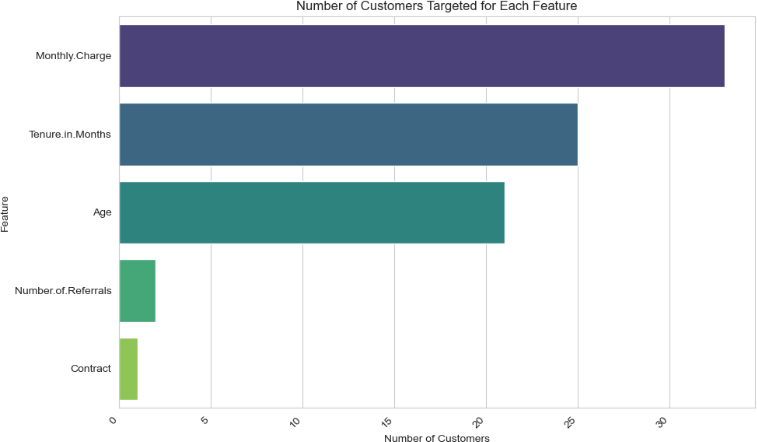 Number of Customers Targeted for Each Feature
Monthly.Charge
Tenure.in.Months
Age
Number.of.Referrals
Contract
Feature
0 5 10 15 20 25 30
Number of Customers